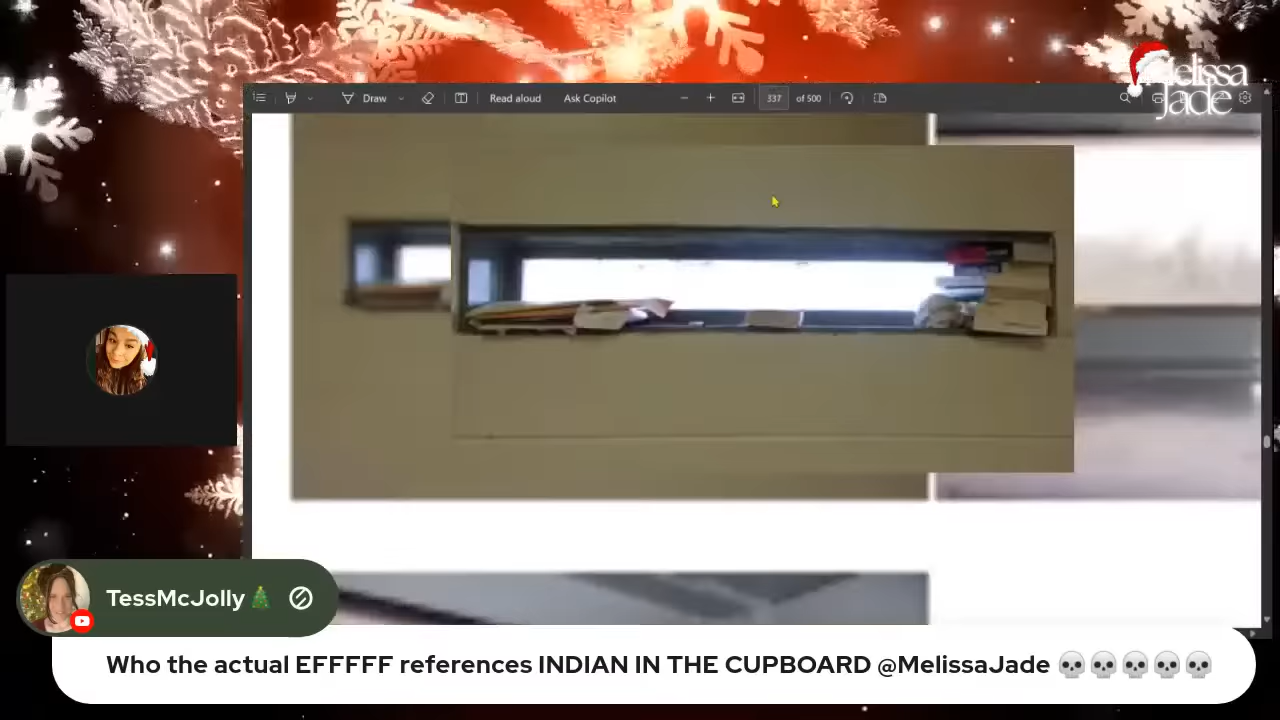 Melissa
Jade
Draw
Read aloud
Ask Copilot
337
of 500
TessMcJolly🎄
Who the actual EFFFFF references INDIAN IN THE CUPBOARD @MelissaJade 💀💀💀💀💀